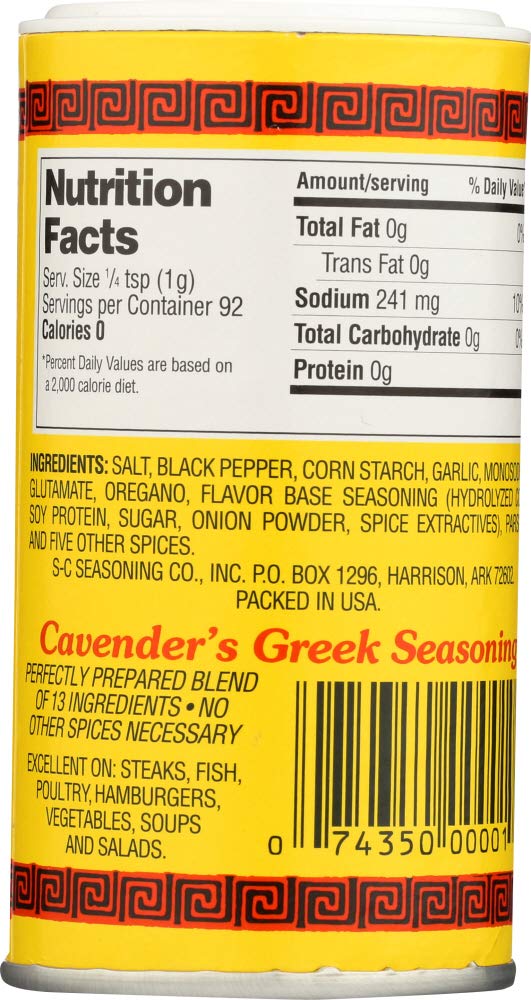 Nutrition
Facts
Serv. Size 1/4 tsp (1g)
Servings per Container 92
Calories 0
*Percent Daily Values are based on
a 2,000 calorie diet.
Amount/serving % Daily Value
Total Fat 0g 0%
Trans Fat 0g
Sodium 241 mg 10%
Total Carbohydrate 0g 0%
Protein 0g
INGREDIENTS: SALT, BLACK PEPPER, CORN STARCH, GARLIC,
GLUTAMATE, OREGANO, FLAVOR BASE SEASONING (HYDROLYZED
SOY PROTEIN, SUGAR, ONION POWDER, SPICE EXTRACTIVES),
AND FIVE OTHER SPICES.
S-C SEASONING CO., INC. P.O. BOX 1296, HARRISON, ARK 72602
PACKED IN USA.
Cavender's Greek Seasoning
PERFECTLY PREPARED BLEND
OF 13 INGREDIENTS • NO
OTHER SPICES NECESSARY
EXCELLENT ON: STEAKS, FISH,
POULTRY, HAMBURGERS,
VEGETABLES, SOUPS
AND SALADS.
0 74350 00001